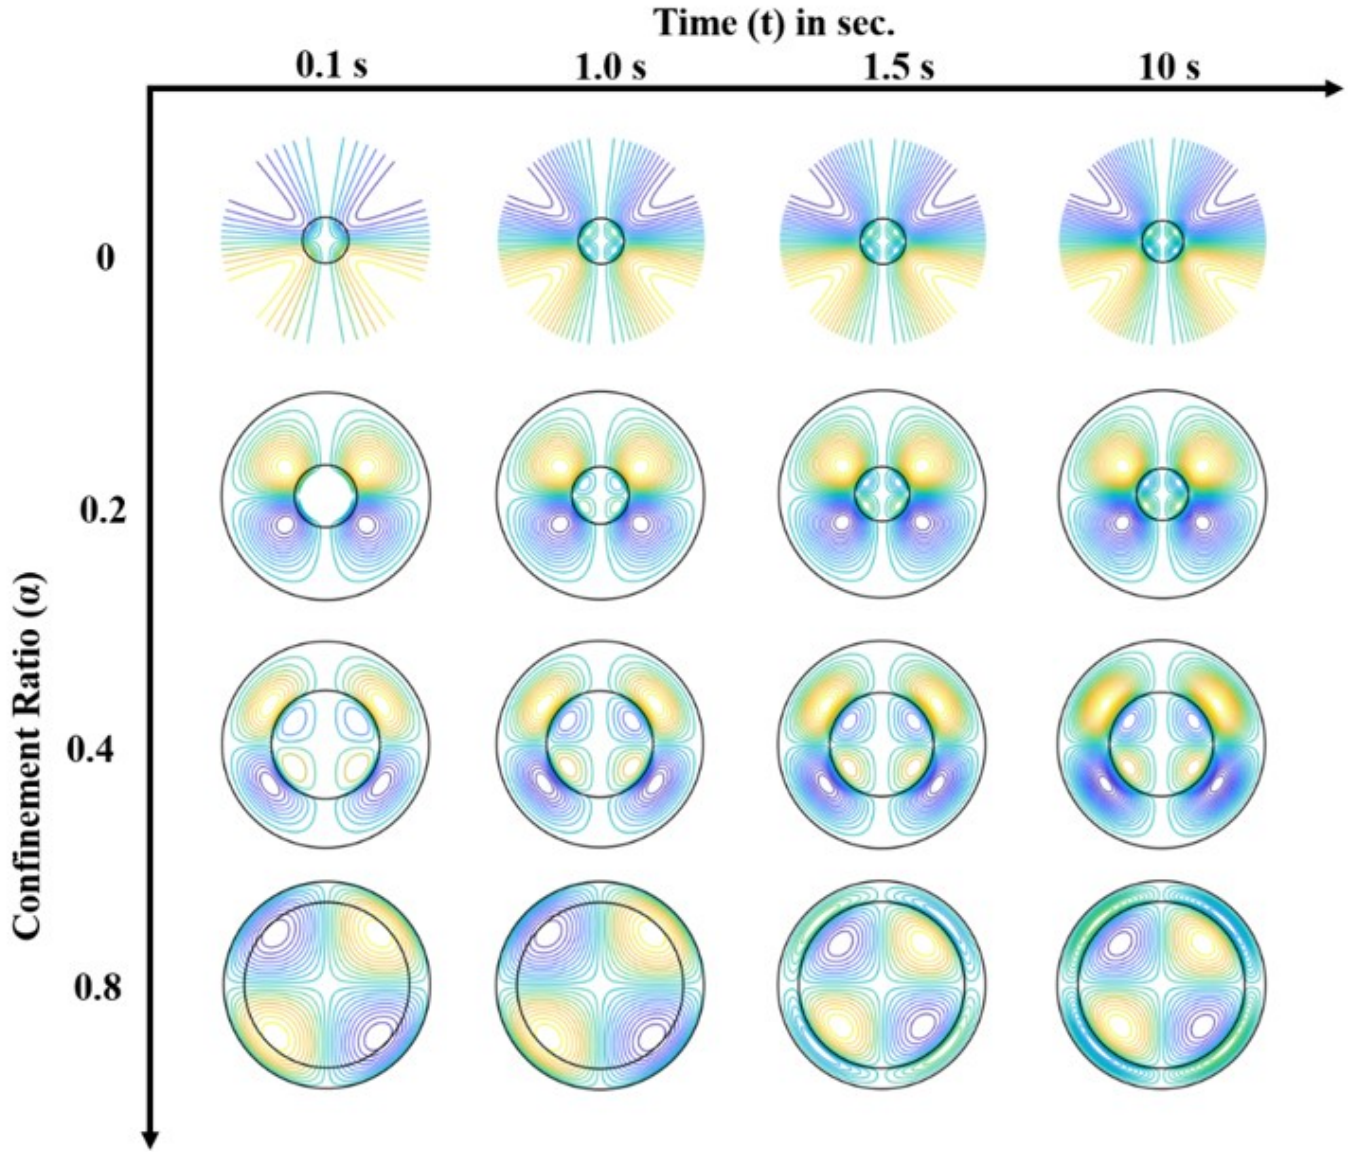 Time (t) in sec.
0.1 s 1.0 s 1.5 s 10 s
0
0.2
0.4
0.8
Confinement Ratio (α)